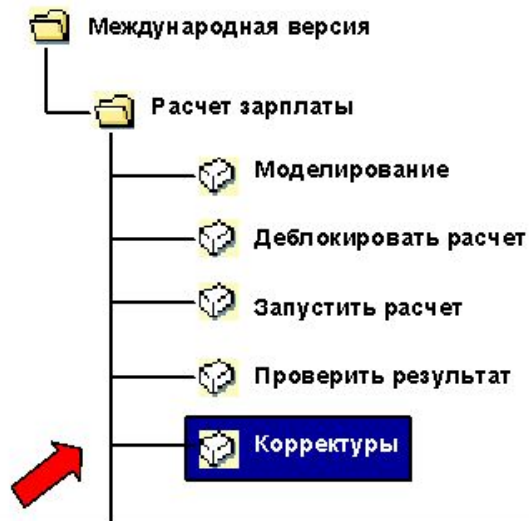 Международная версия
Расчет зарплаты
Моделирование
Деблокировать расчет
Запустить расчет
Проверить результат
Корректуры